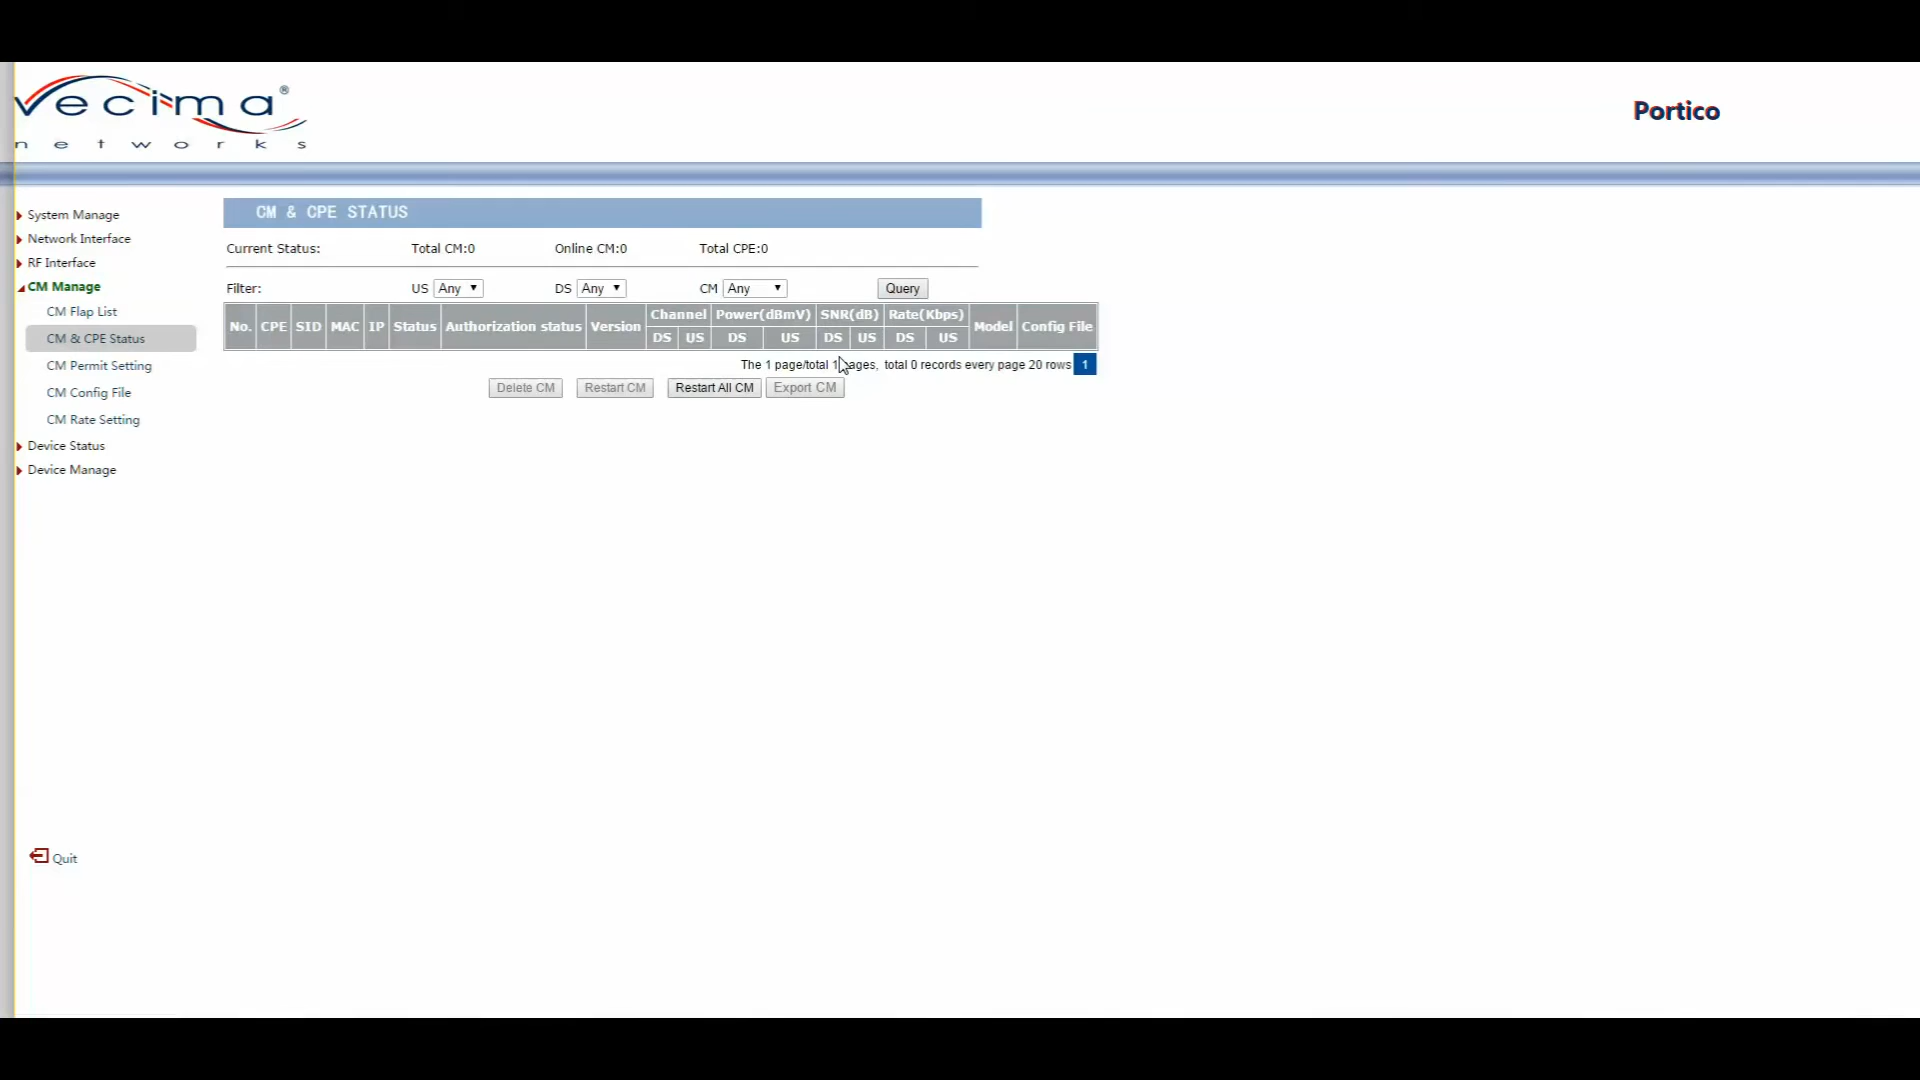 vecima®
networks
Portico
System Manage
Network Interface
RF Interface
CM Manage
CM Flap List
CM & CPE Status
CM Permit Setting
CM Config File
CM Rate Setting
Device Status
Device Manage
Quit
CM & CPE STATUS
Current Status: Total CM:0 Online CM:0 Total CPE:0
Filter: US Any DS Any CM Any Query
No. CPE SID MAC IP Status Authorization status Version Channel Power(dBmV) SNR(dB) Rate(Kbps) Model Config File
DS US DS US DS US DS US
The 1 page/total 1 pages, total 0 records every page 20 rows 1
Delete CM Restart CM Restart All CM Export CM